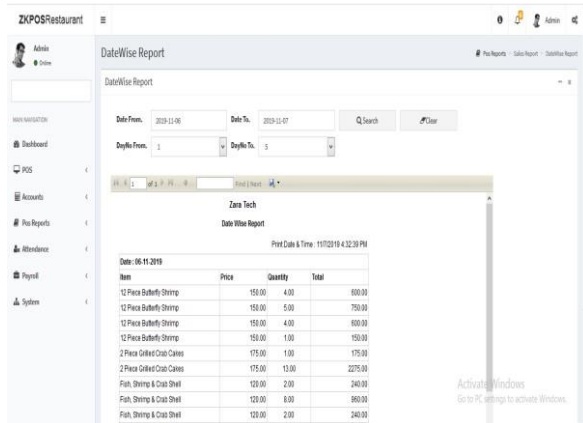 ZKPOSRestaurant
Admin
Admin
Online
DateWise Report
Pos Reports - Sales Report - DateWise Report
DateWise Report
MAIN NAVIGATION
Dashboard
POS
Accounts
Pos Reports
Attendance
Payroll
System
Date From. 2019-11-06 Date To. 2019-11-07 Search Clear
DayNo From. 1 DayNo To. 5
1 of 1 Find | Next
Zara Tech
Date Wise Report
Print Date & Time : 11/7/2019 4:32:39 PM
Date : 06-11-2019
Item Price Quantity Total
12 Piece Butterfly Shrimp 150.00 4.00 600.00
12 Piece Butterfly Shrimp 150.00 5.00 750.00
12 Piece Butterfly Shrimp 150.00 4.00 600.00
12 Piece Butterfly Shrimp 150.00 1.00 150.00
2 Piece Grilled Crab Cakes 175.00 1.00 175.00
2 Piece Grilled Crab Cakes 175.00 13.00 2275.00
Fish, Shrimp & Crab Shell 120.00 2.00 240.00
Fish, Shrimp & Crab Shell 120.00 8.00 960.00
Fish, Shrimp & Crab Shell 120.00 2.00 240.00
Activate Windows
Go to PC settings to activate Windows.